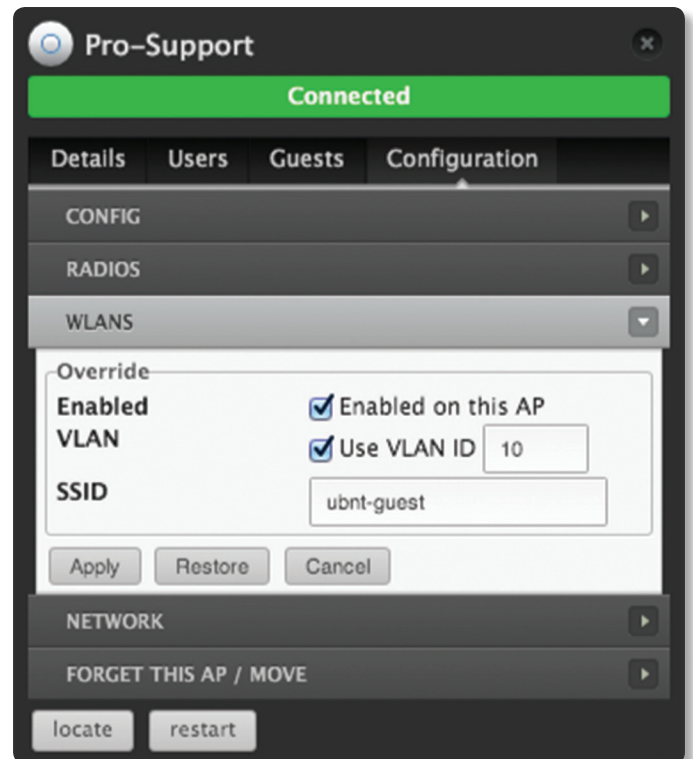 Pro-Support
Connected
Details Users Guests Configuration
CONFIG
RADIOS
WLANS
Override
Enabled Enabled on this AP
VLAN Use VLAN ID 10
SSID ubnt-guest
Apply Restore Cancel
NETWORK
FORGET THIS AP / MOVE
locate restart